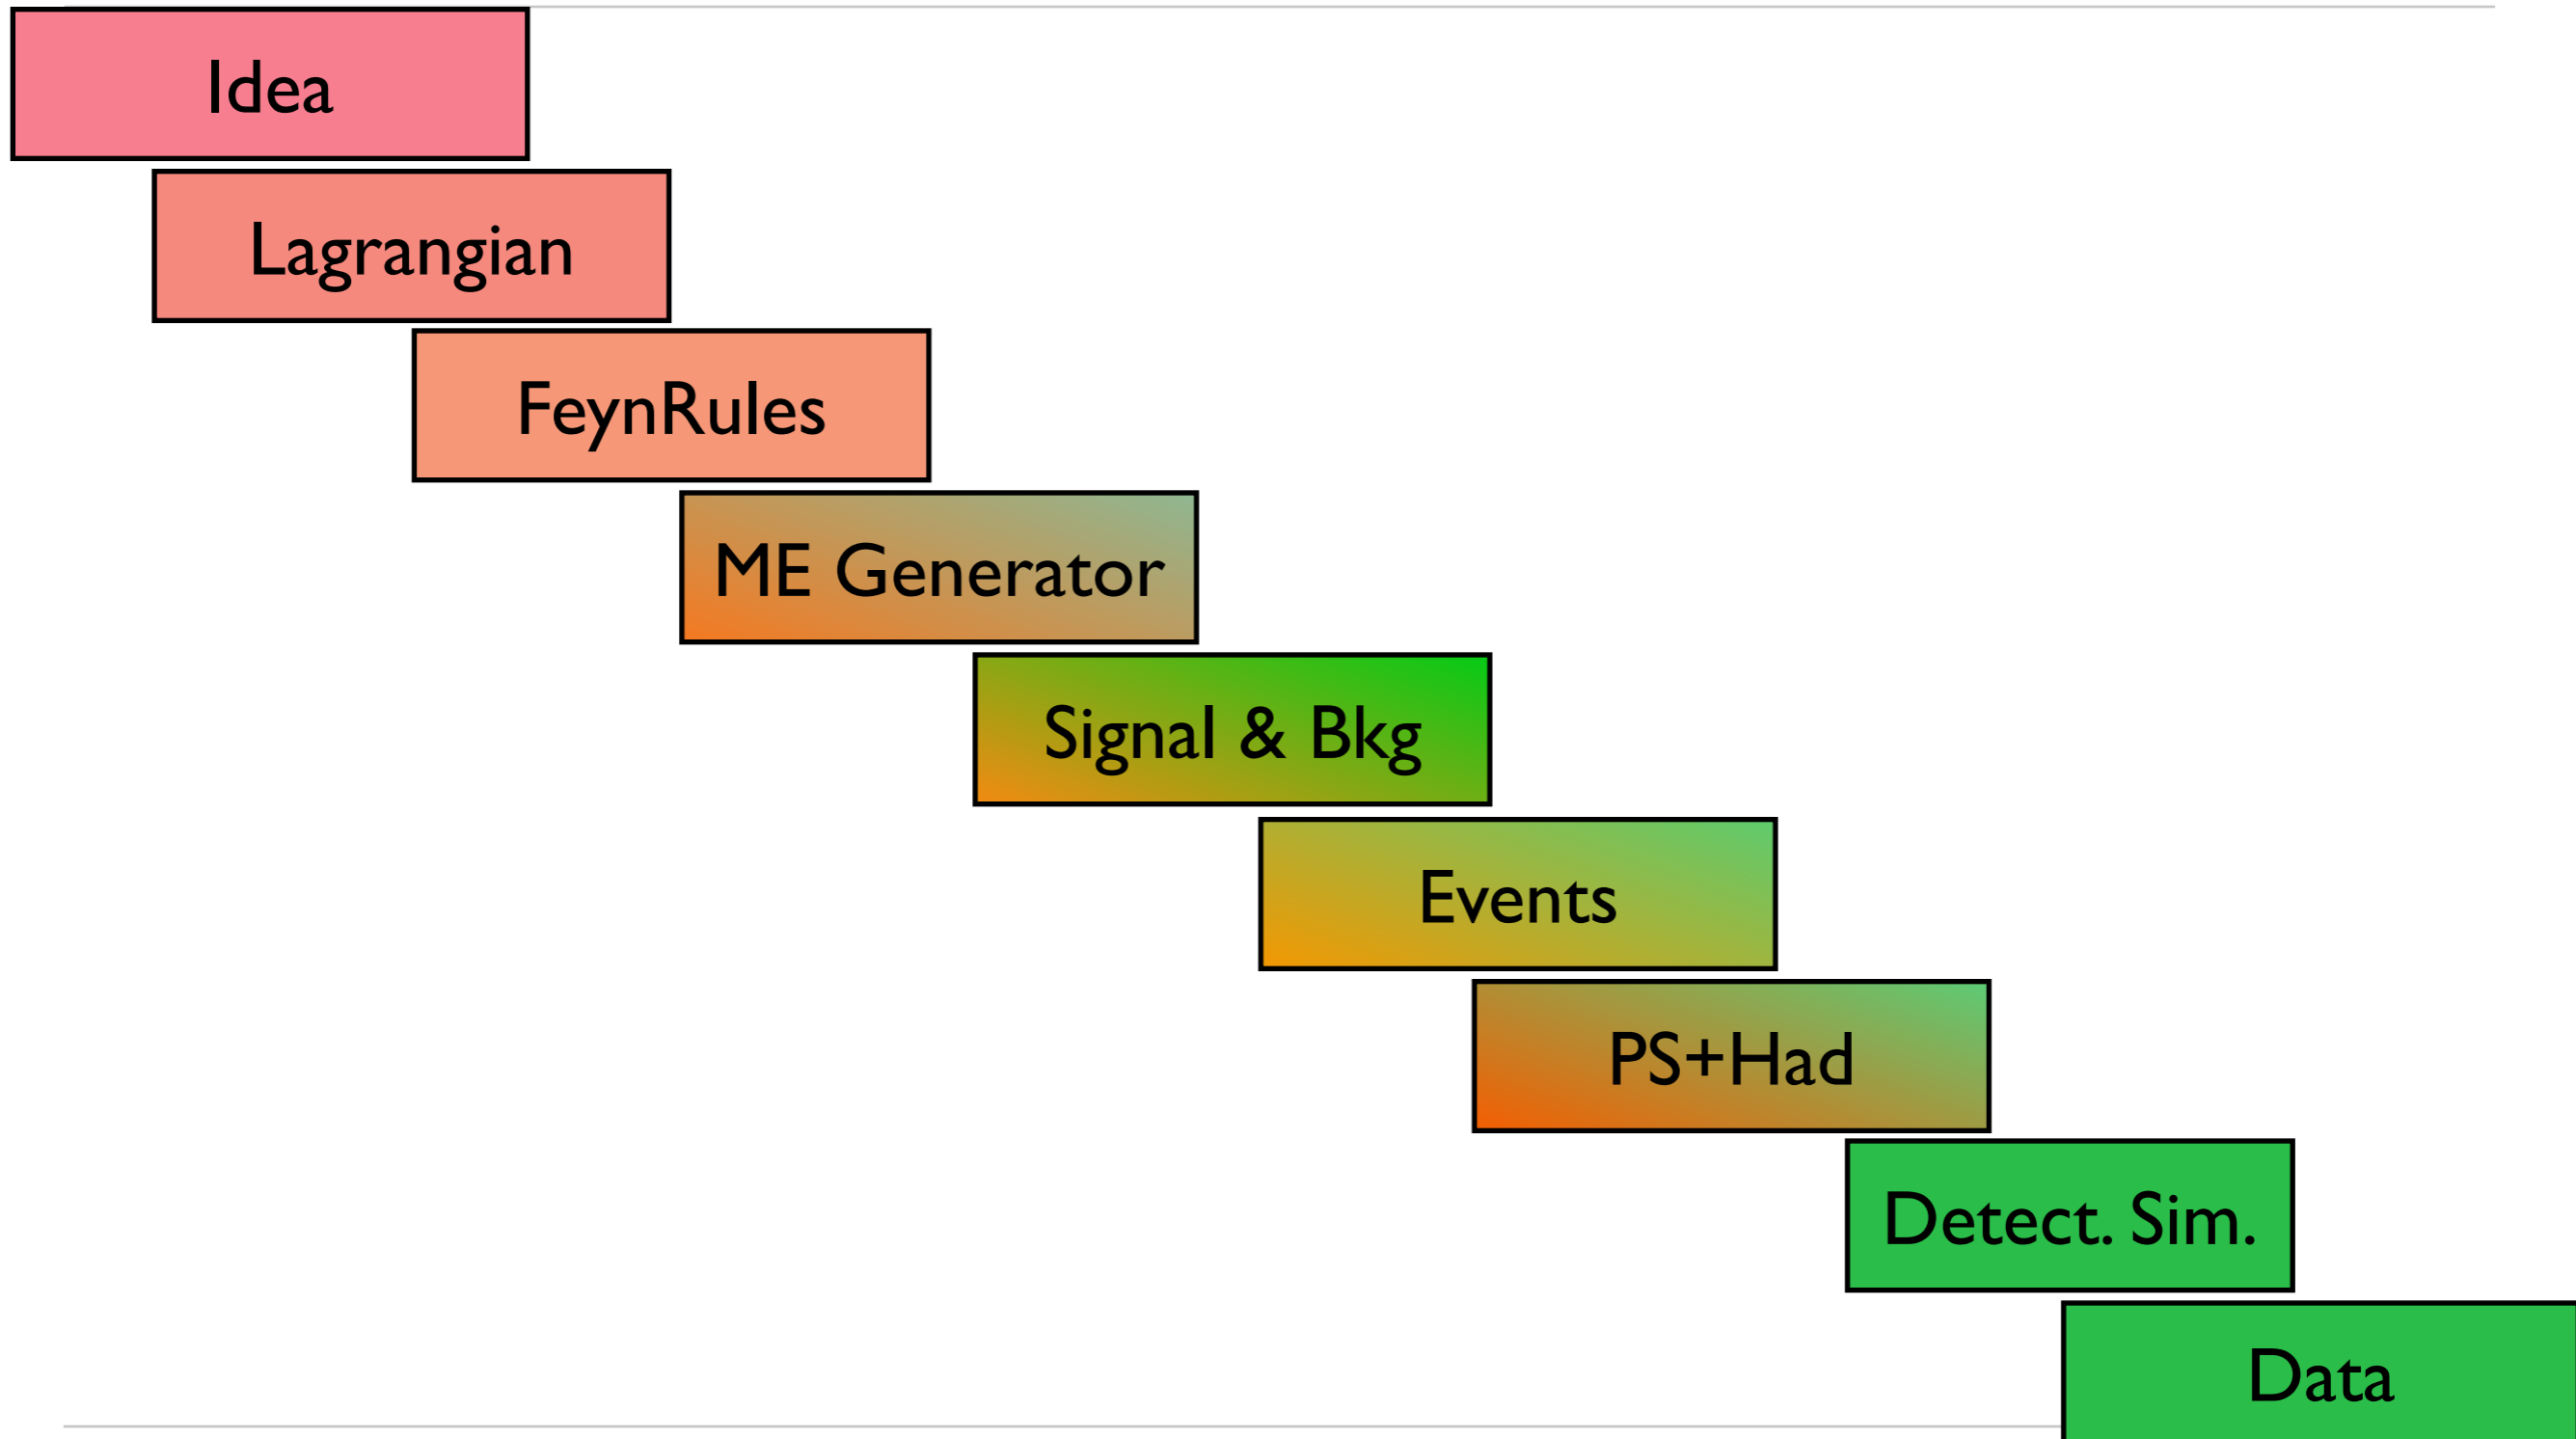 Idea
Lagrangian
FeynRules
ME Generator
Signal & Bkg
Events
PS+Had
Detect. Sim.
Data